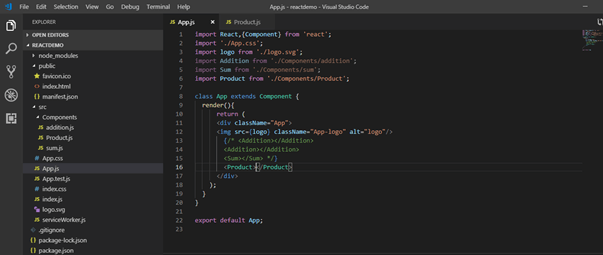 File Edit Selection View Go Debug Terminal Help
App.js - reactdemo - Visual Studio Code
EXPLORER
OPEN EDITORS
REACTDEMO
node_modules
public
favicon.ico
index.html
manifest.json
src
Components
JS addition.js
JS Product.js
JS sum.js
# App.css
JS App.js
JS App.test.js
# index.css
JS index.js
logo.svg
JS serviceWorker.js
.gitignore
{} package-lock.json
{} package.json
JS App.js × JS Product.js
1 import React,{Component} from 'react';
2 import './App.css';
3 import logo from './logo.svg';
4 import Addition from './Components/addition';
5 import Sum from './Components/sum';
6 import Product from './Components/Product';
7
8 class App extends Component {
9 render(){
10 return (
11 <div className="App">
12 <img src={logo} className="App-logo" alt="logo"/>
13 {/* <Addition></Addition>
14 <Addition></Addition>
15 <Sum></Sum> */}
16 <Product ></Product>
17 </div>
18 );
19 }
20 }
21
22 export default App;
23